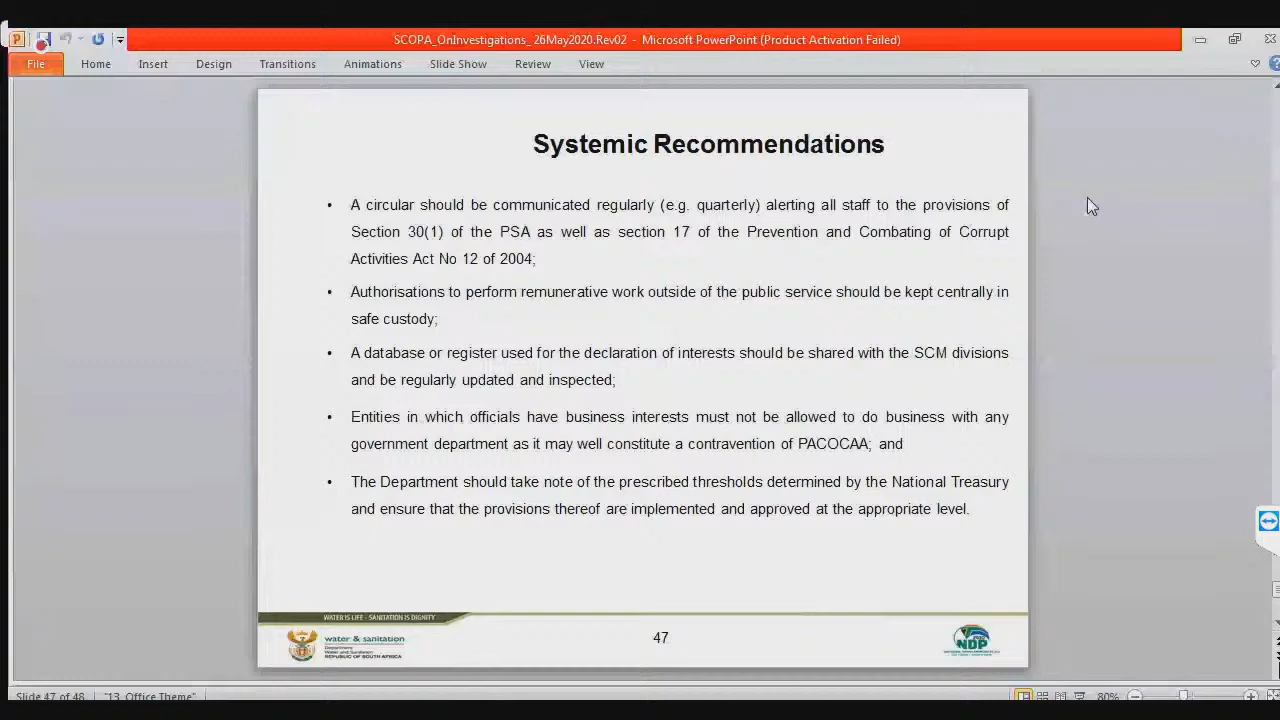 SCOPA_OnInvestigations_ 26May2020.Rev02 - Microsoft PowerPoint (Product Activation Failed)
File Home Insert Design Transitions Animations Slide Show Review View
Systemic Recommendations
• A circular should be communicated regularly (e.g. quarterly) alerting all staff to the provisions of
Section 30(1) of the PSA as well as section 17 of the Prevention and Combating of Corrupt
Activities Act No 12 of 2004;
• Authorisations to perform remunerative work outside of the public service should be kept centrally in
safe custody;
• A database or register used for the declaration of interests should be shared with the SCM divisions
and be regularly updated and inspected;
• Entities in which officials have business interests must not be allowed to do business with any
government department as it may well constitute a contravention of PACOCAA; and
• The Department should take note of the prescribed thresholds determined by the National Treasury
and ensure that the provisions thereof are implemented and approved at the appropriate level.
WATER IS LIFE - SANITATION IS DIGNITY
water & sanitation
Department:
Water and Sanitation
REPUBLIC OF SOUTH AFRICA
47
NDP
Slide 47 of 48 "13_Office Theme" 80%